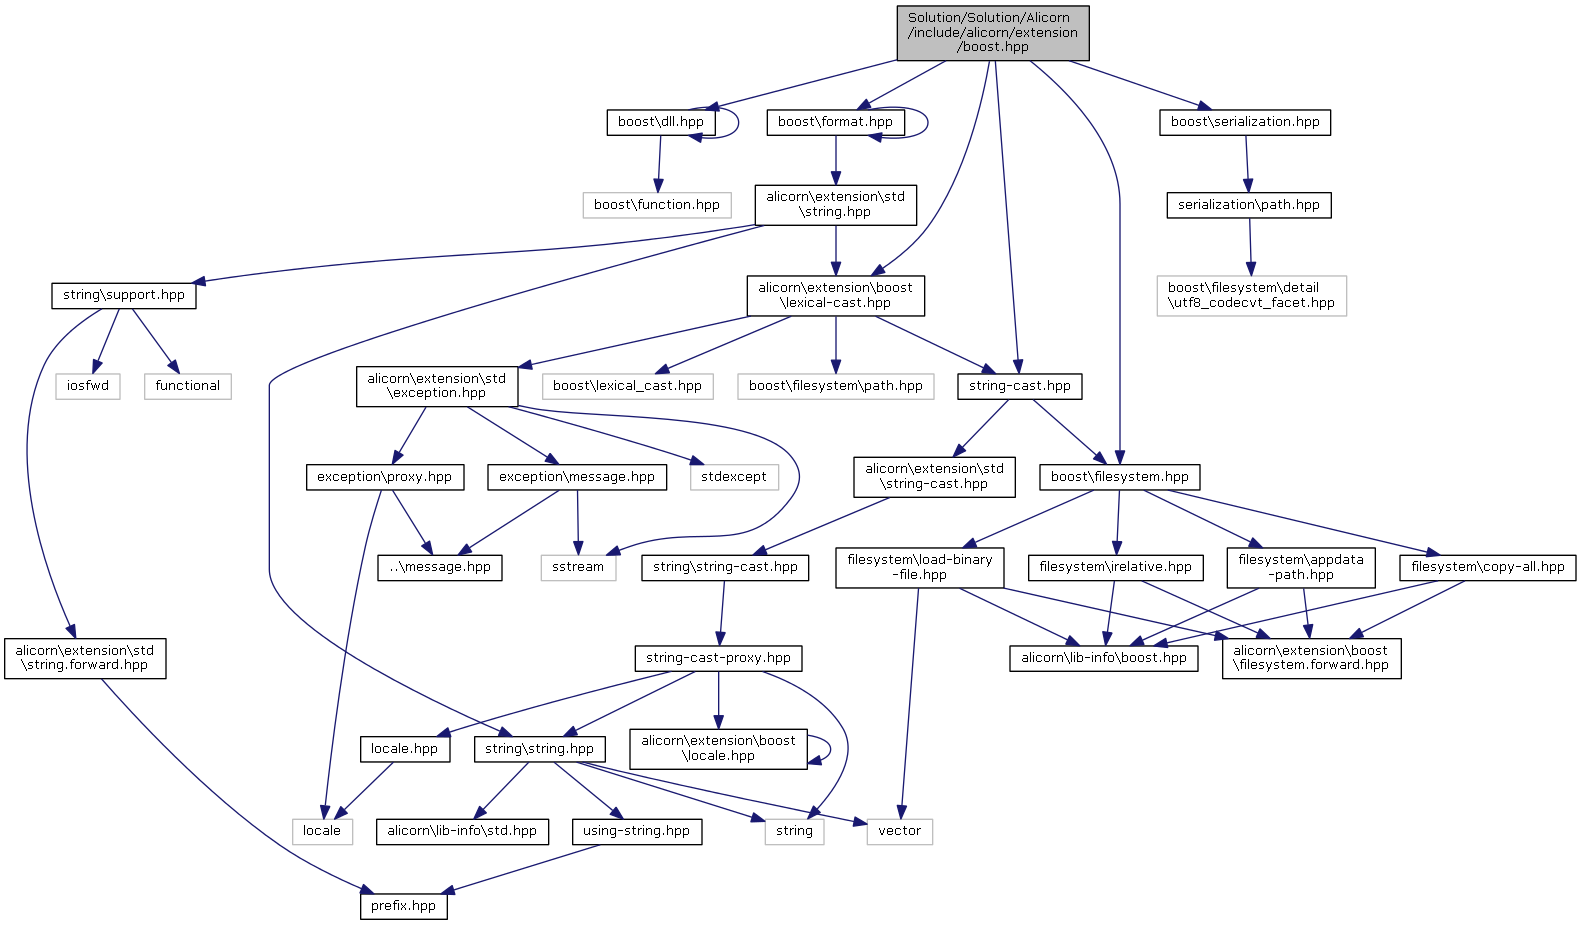 Solution/Solution/Alicorn
/include/alicorn/extension
/boost.hpp
boost\dll.hpp
boost\format.hpp
boost\serialization.hpp
boost\function.hpp
alicorn\extension\std
\string.hpp
serialization\path.hpp
string\support.hpp
alicorn\extension\boost
\lexical-cast.hpp
boost\filesystem\detail
\utf8_codecvt_facet.hpp
iosfwd
functional
alicorn\extension\std
\exception.hpp
boost\lexical_cast.hpp
boost\filesystem\path.hpp
string-cast.hpp
exception\proxy.hpp
exception\message.hpp
stdexcept
alicorn\extension\std
\string-cast.hpp
boost\filesystem.hpp
..\message.hpp
sstream
string\string-cast.hpp
filesystem\load-binary
-file.hpp
filesystem\irelative.hpp
filesystem\appdata
-path.hpp
filesystem\copy-all.hpp
alicorn\extension\std
\string.forward.hpp
string-cast-proxy.hpp
alicorn\lib-info\boost.hpp
alicorn\extension\boost
\filesystem.forward.hpp
locale.hpp
string\string.hpp
alicorn\extension\boost
\locale.hpp
locale
alicorn\lib-info\std.hpp
using-string.hpp
string
vector
prefix.hpp